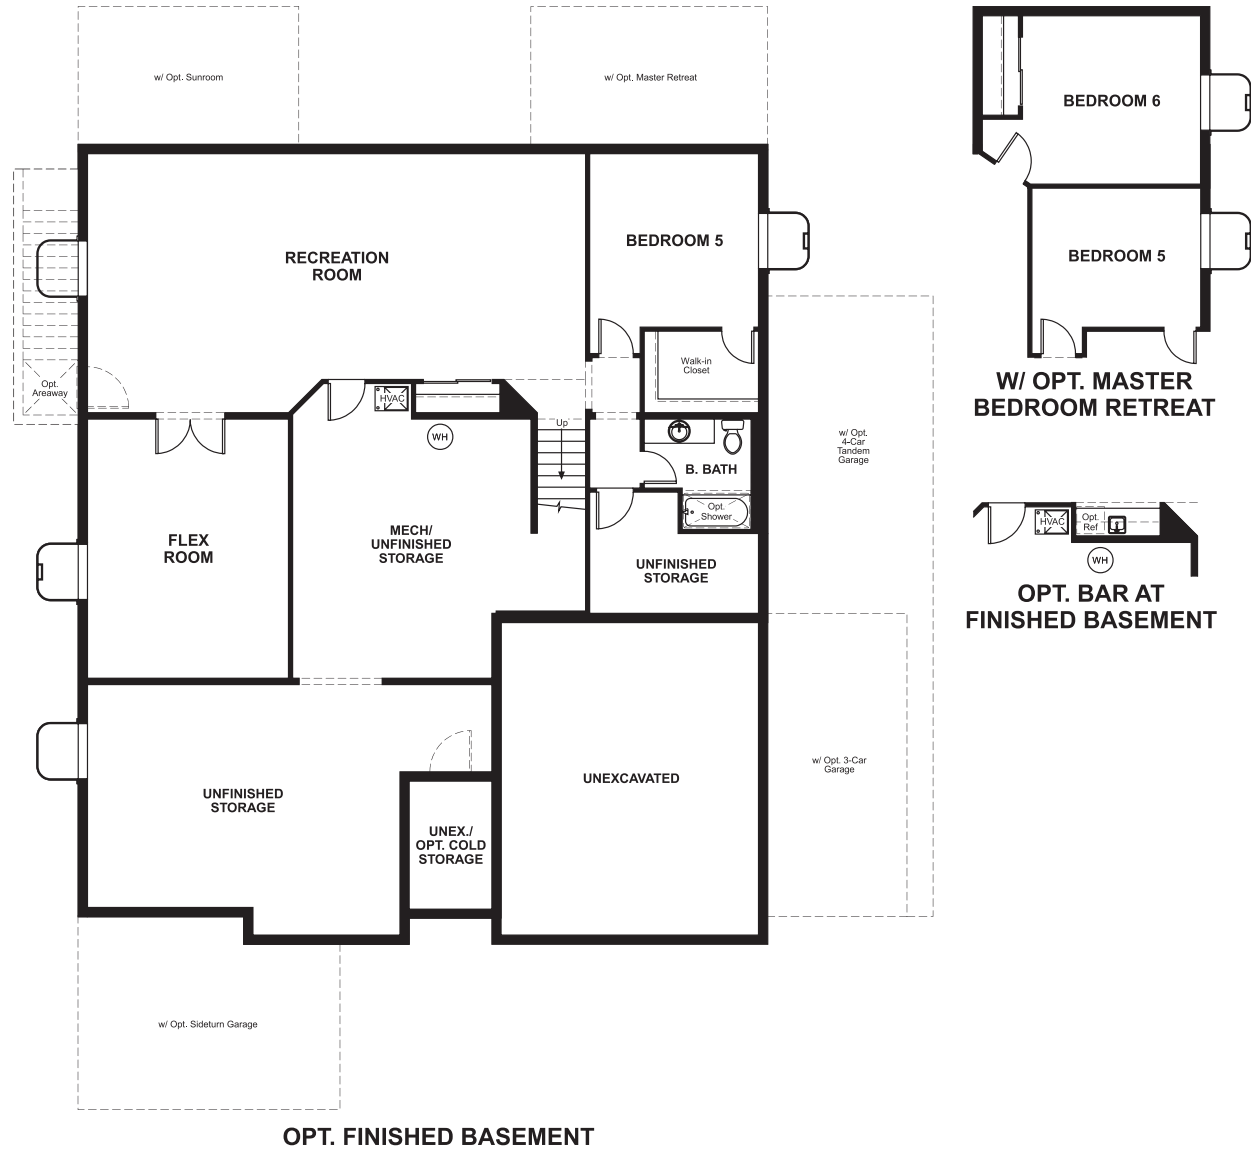 w/ Opt. Sunroom
w/ Opt. Master Retreat
BEDROOM 6
RECREATION
ROOM
BEDROOM 5
BEDROOM 5
Opt.
Areaway
HVAC
Walk-in
Closet
W/ OPT. MASTER
BEDROOM RETREAT
WH
Up
B. BATH
w/ Opt.
4-Car
Tandem
Garage
Opt.
Shower
FLEX
ROOM
MECH/
UNFINISHED
STORAGE
UNFINISHED
STORAGE
HVAC
Opt.
Ref
WH
OPT. BAR AT
FINISHED BASEMENT
UNFINISHED
STORAGE
UNEX./
OPT. COLD
STORAGE
UNEXCAVATED
w/ Opt. 3-Car
Garage
w/ Opt. Sideturn Garage
OPT. FINISHED BASEMENT